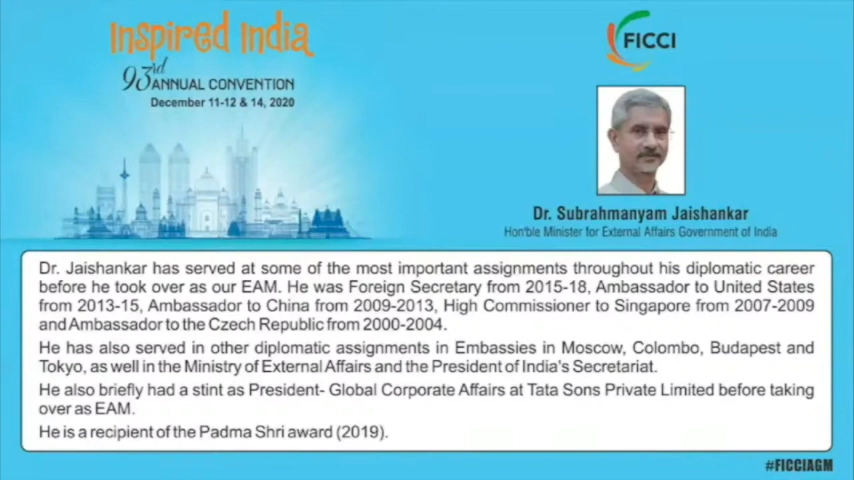 Inspired India
93rd ANNUAL CONVENTION
December 11-12 & 14, 2020
FICCI
Dr. Subrahmanyam Jaishankar
Hon'ble Minister for External Affairs Government of India
Dr. Jaishankar has served at some of the most important assignments throughout his diplomatic career
before he took over as our EAM. He was Foreign Secretary from 2015-18, Ambassador to United States
from 2013-15, Ambassador to China from 2009-2013, High Commissioner to Singapore from 2007-2009
and Ambassador to the Czech Republic from 2000-2004.
He has also served in other diplomatic assignments in Embassies in Moscow, Colombo, Budapest and
Tokyo, as well in the Ministry of External Affairs and the President of India's Secretariat.
He also briefly had a stint as President- Global Corporate Affairs at Tata Sons Private Limited before taking
over as EAM.
He is a recipient of the Padma Shri award (2019).
#FICCIAGM